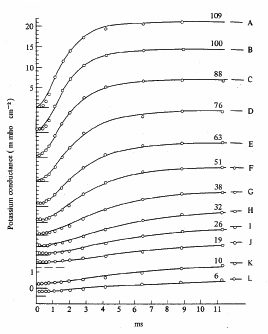 109 A
20
100 B
15
10
88 C
5
76 D
63 E
51 F
38 G
32 H
26 I
19 J
1
10 K
0
6 L
0 1 2 3 4 5 6 7 8 9 10 11
ms
Potassium conductance (m mho cm⁻²)